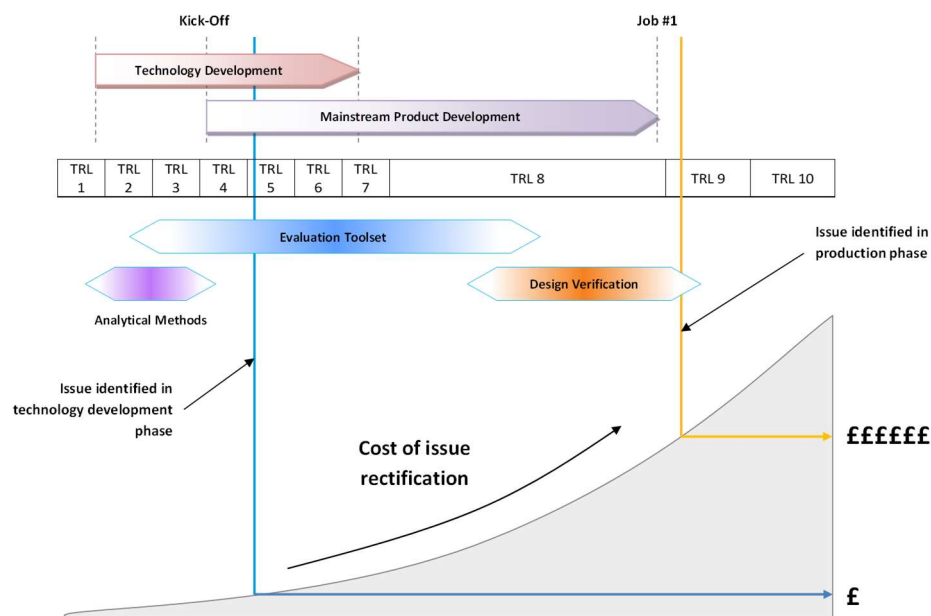 Kick-Off
Job #1
Technology Development
Mainstream Product Development
TRL
1
TRL
2
TRL
3
TRL
4
TRL
5
TRL
6
TRL
7
TRL 8
TRL 9
TRL 10
Evaluation Toolset
Issue identified in
production phase
Design Verification
Analytical Methods
Issue identified in
technology development
phase
Cost of issue
rectification
££££££
£